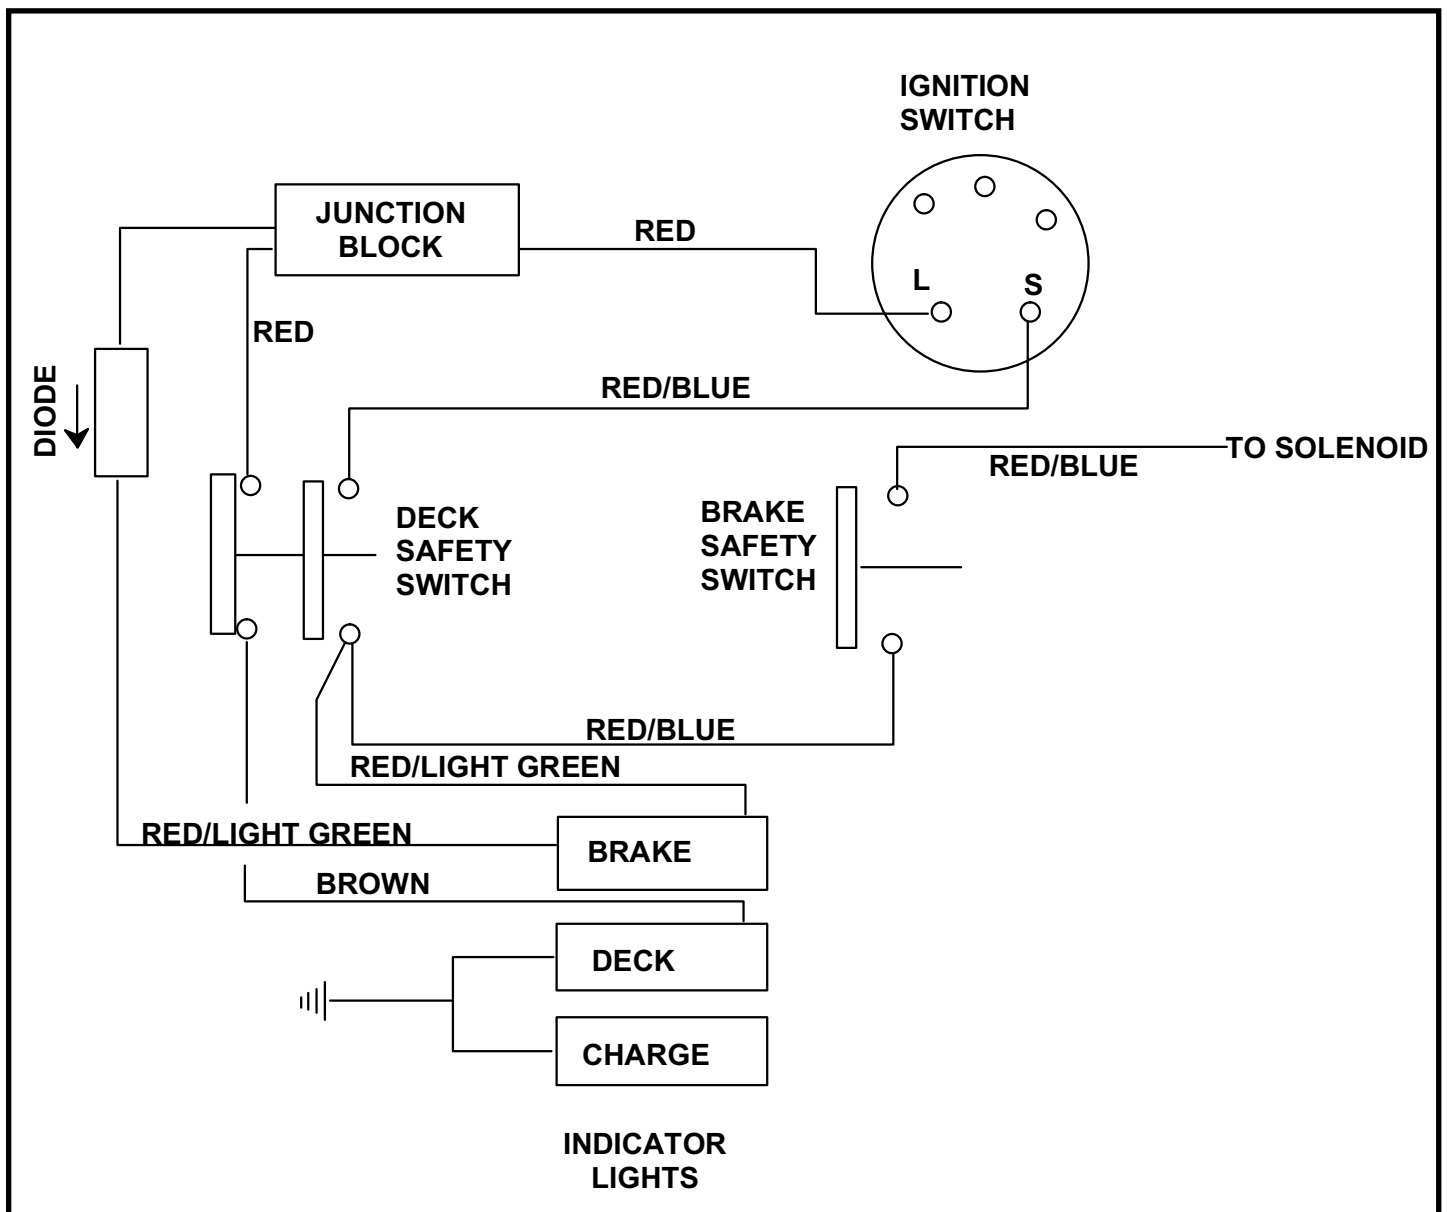 IGNITION
SWITCH
JUNCTION
BLOCK
RED
L
S
RED
DIODE
RED/BLUE
TO SOLENOID
RED/BLUE
DECK
SAFETY
SWITCH
BRAKE
SAFETY
SWITCH
RED/BLUE
RED/LIGHT GREEN
RED/LIGHT GREEN
BRAKE
BROWN
DECK
CHARGE
INDICATOR
LIGHTS